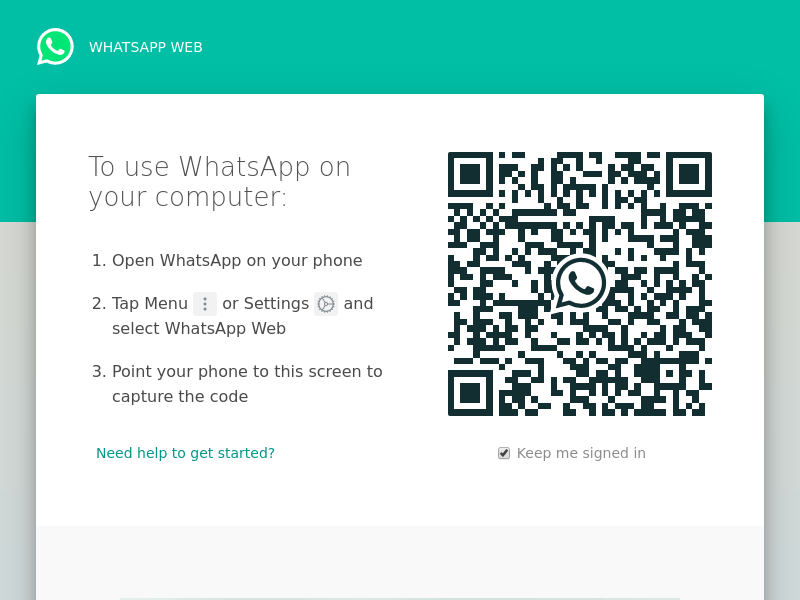 WHATSAPP WEB
To use WhatsApp on
your computer:
1. Open WhatsApp on your phone
2. Tap Menu or Settings and
select WhatsApp Web
3. Point your phone to this screen to
capture the code
Need help to get started?
Keep me signed in